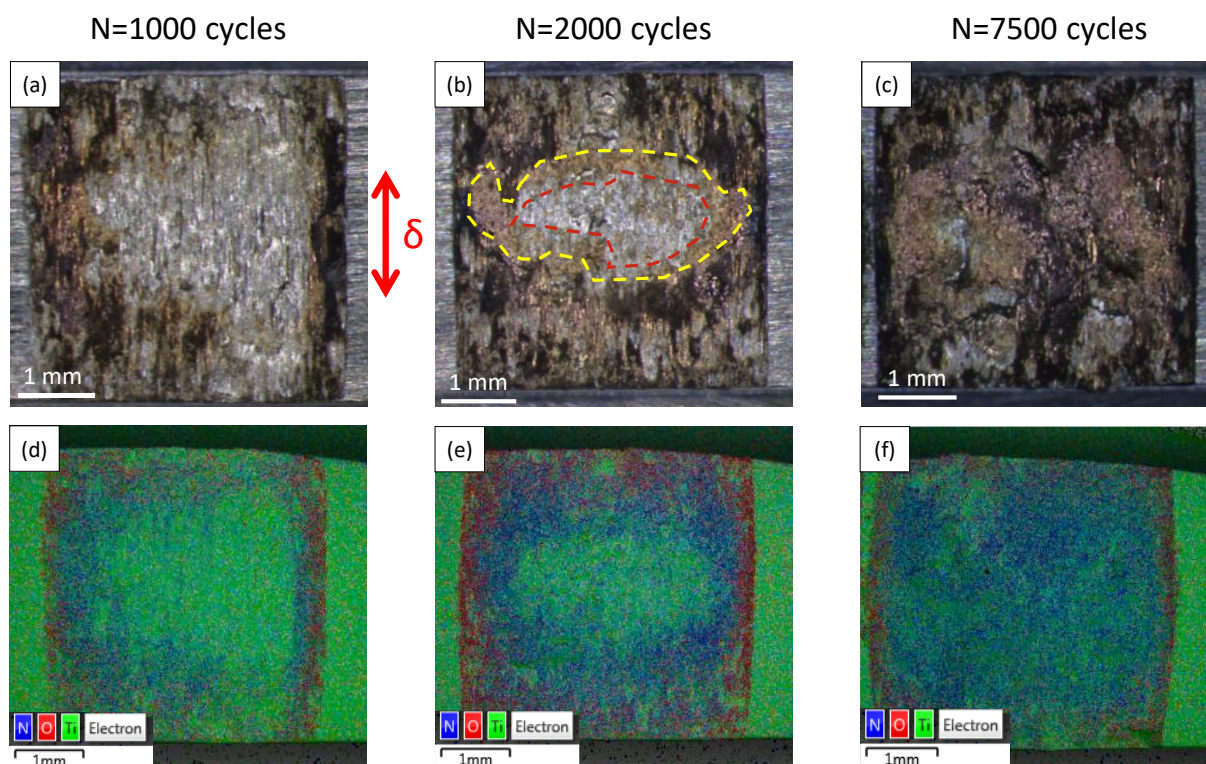 N=1000 cycles N=2000 cycles N=7500 cycles
(a) (b) (c)
δ
1 mm 1 mm 1 mm
(d) (e) (f)
N O Ti Electron N O Ti Electron N O Ti Electron
1mm 1mm 1mm